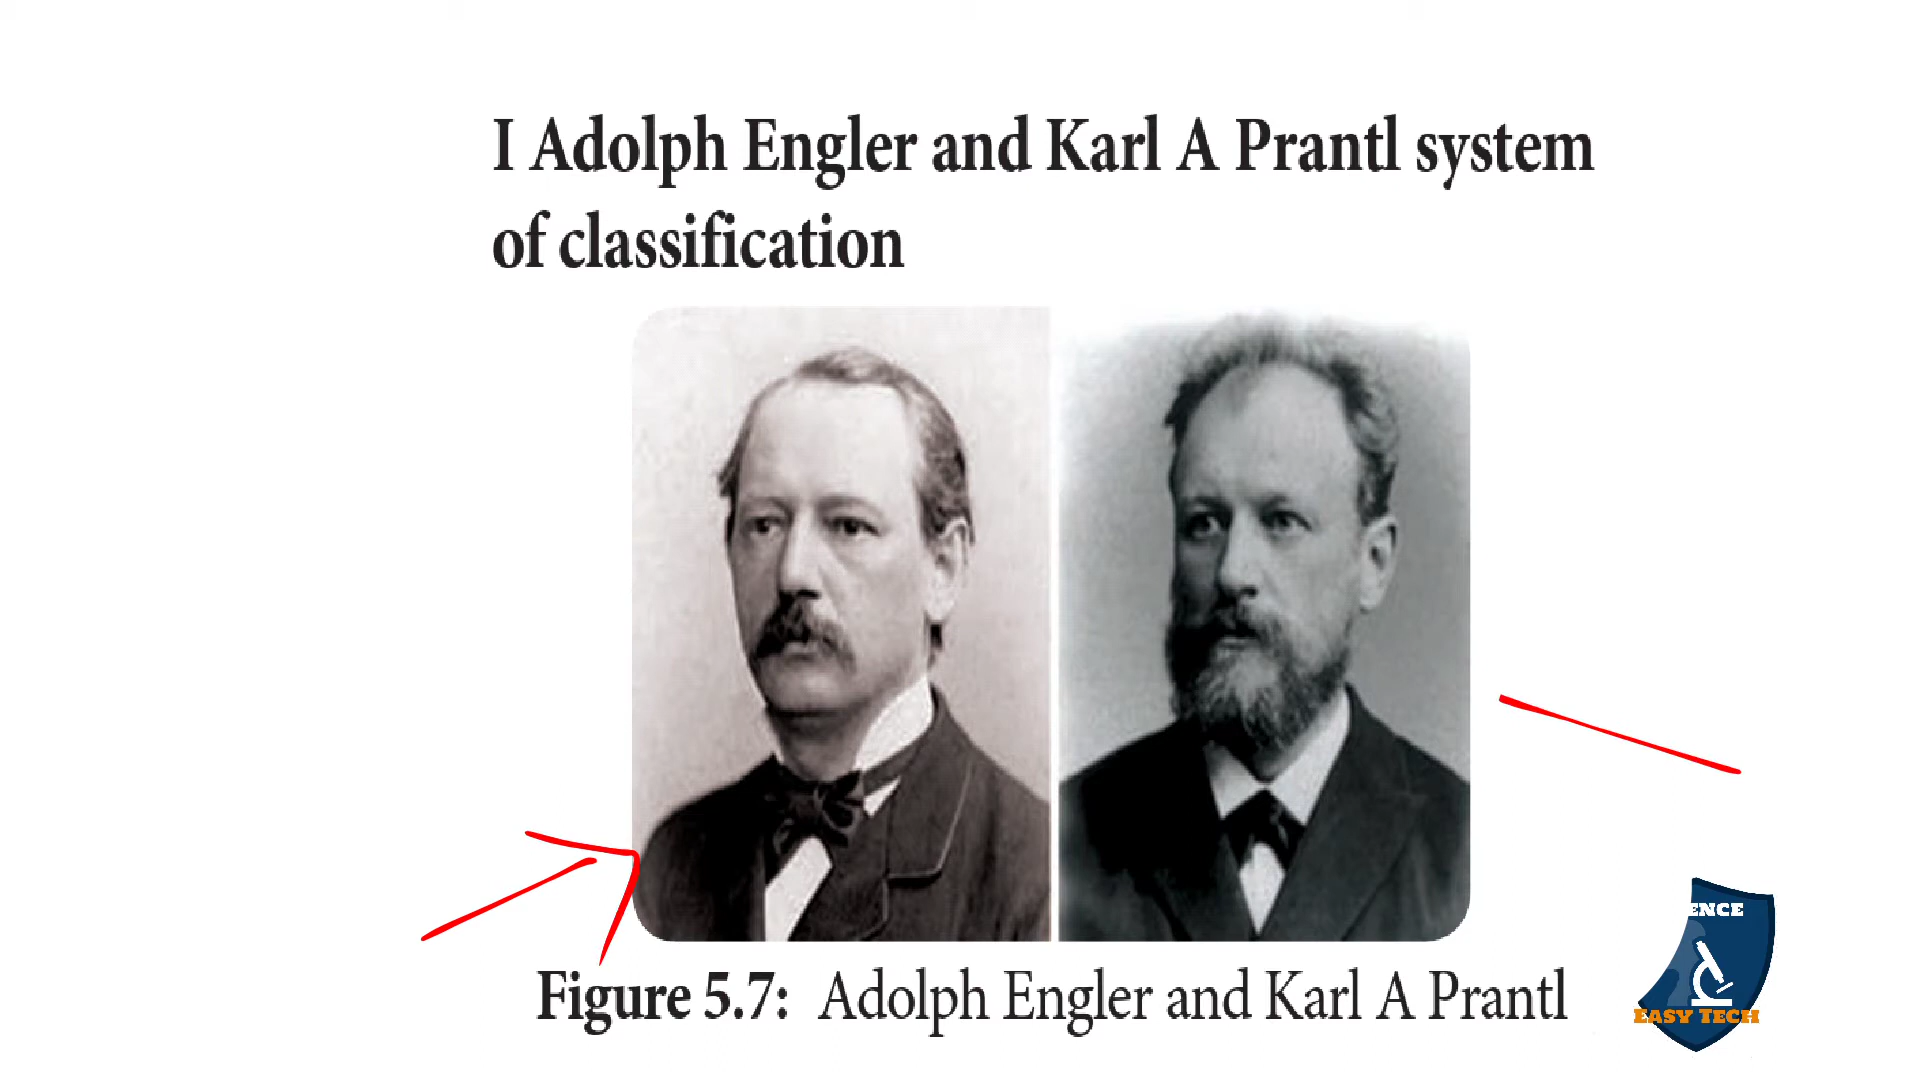 I Adolph Engler and Karl A Prantl system
of classification
Figure 5.7: Adolph Engler and Karl A Prantl
ENCE
EASY TECH